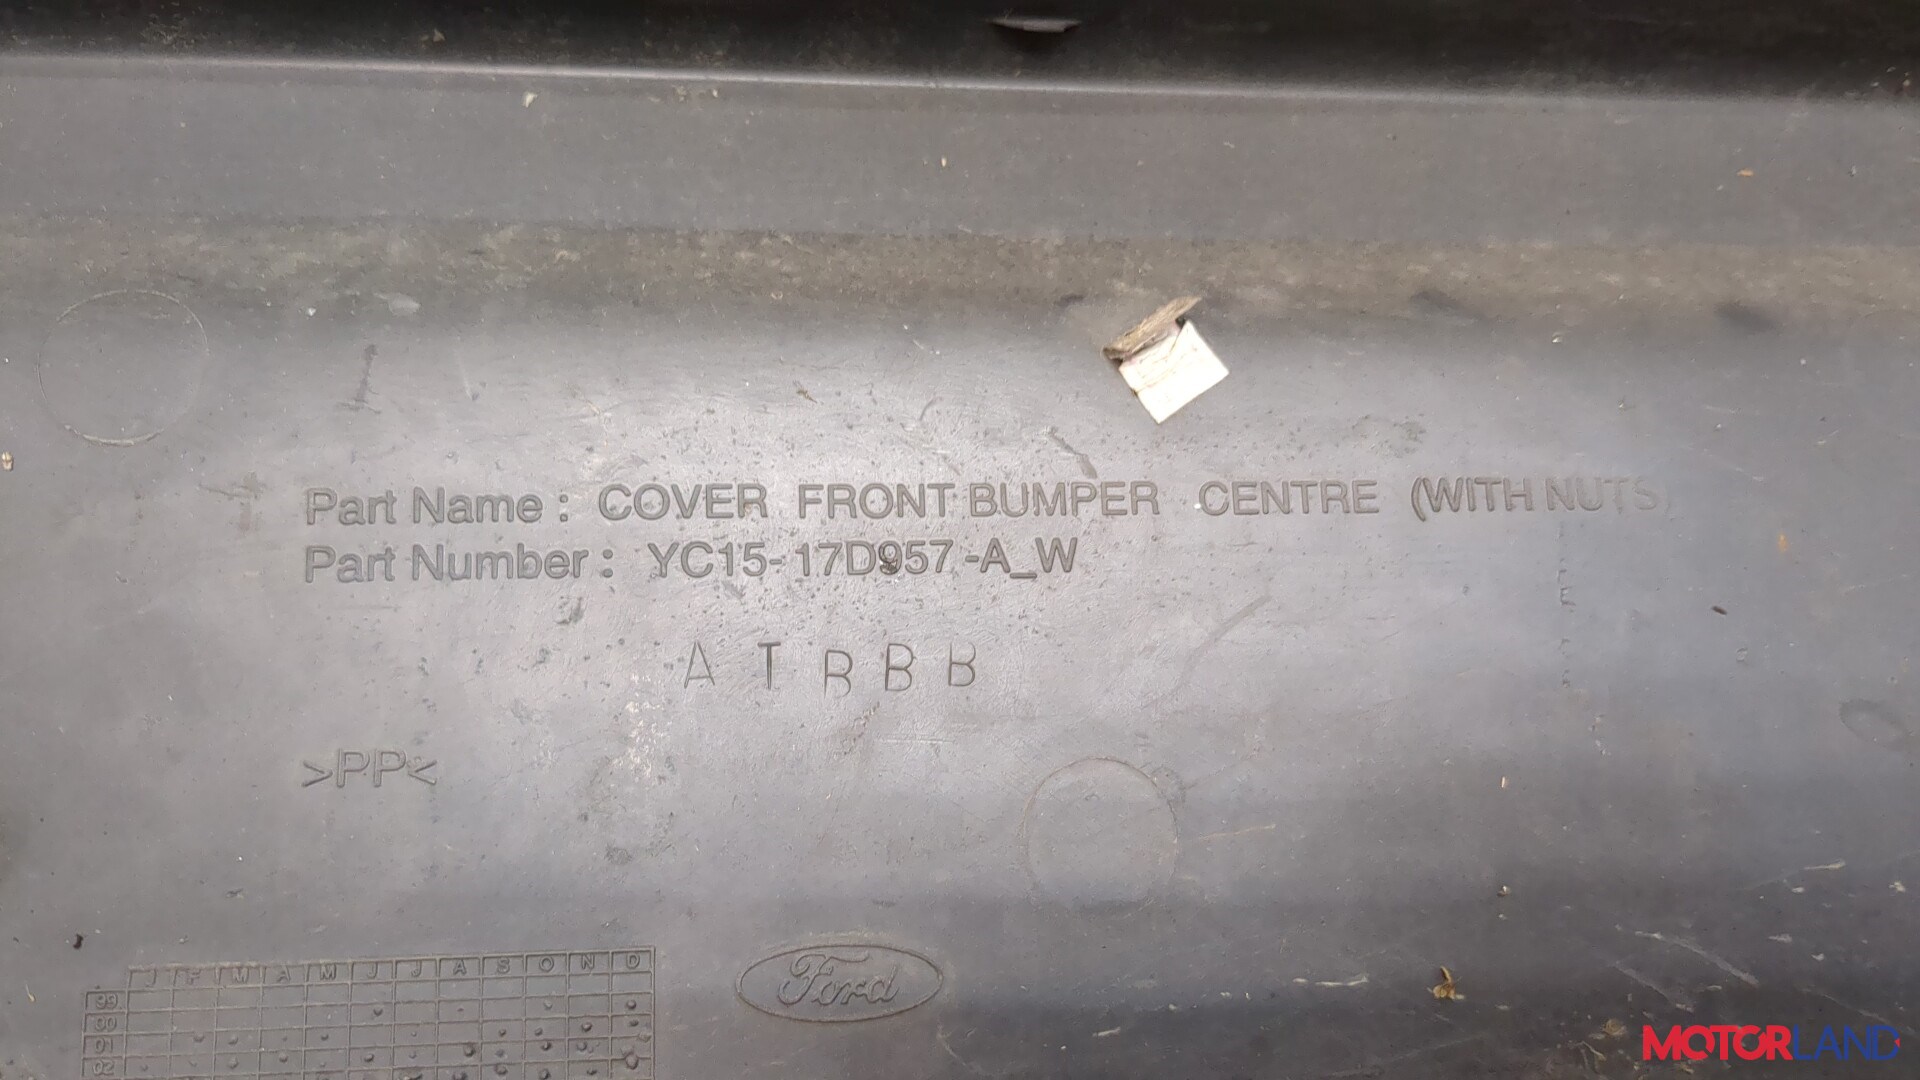 Part Name : COVER FRONT BUMPER CENTRE (WITH NUTS)
Part Number : YC15-17D957-A_W
A T B B B
>PP<
J F M A M J J A S O N D
99
00
01
02
Ford
MOTORLAND